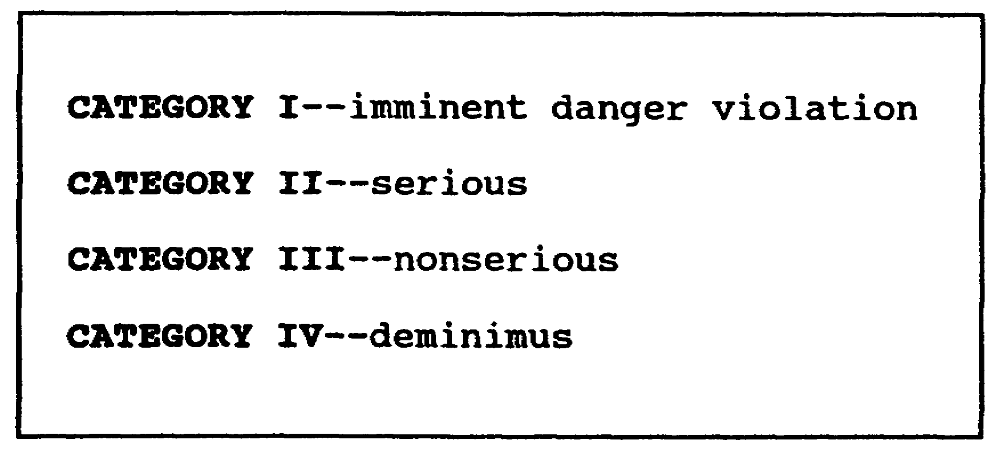 CATEGORY I--imminent danger violation
CATEGORY II--serious
CATEGORY III--nonserious
CATEGORY IV--deminimus